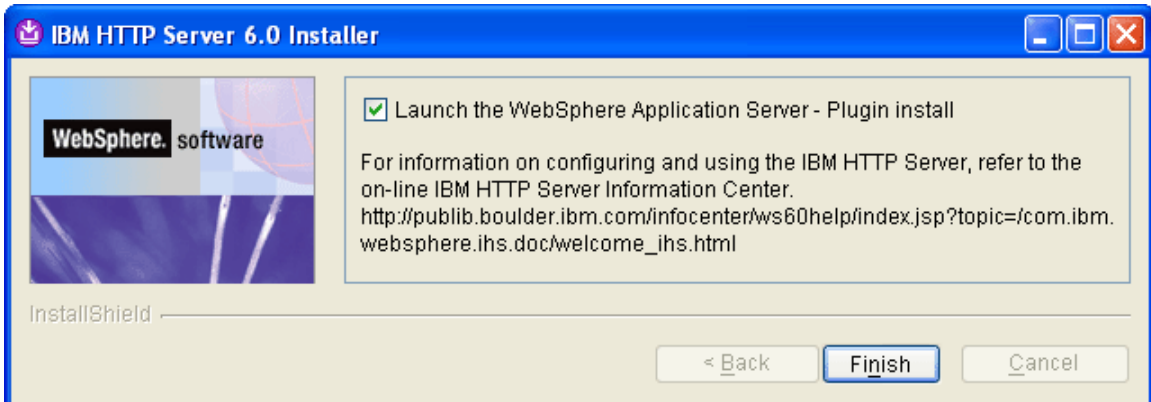 IBM HTTP Server 6.0 Installer
WebSphere. software
Launch the WebSphere Application Server - Plugin install
For information on configuring and using the IBM HTTP Server, refer to the
on-line IBM HTTP Server Information Center.
http://publib.boulder.ibm.com/infocenter/ws60help/index.jsp?topic=/com.ibm.
websphere.ihs.doc/welcome_ihs.html
InstallShield
< Back
Finish
Cancel